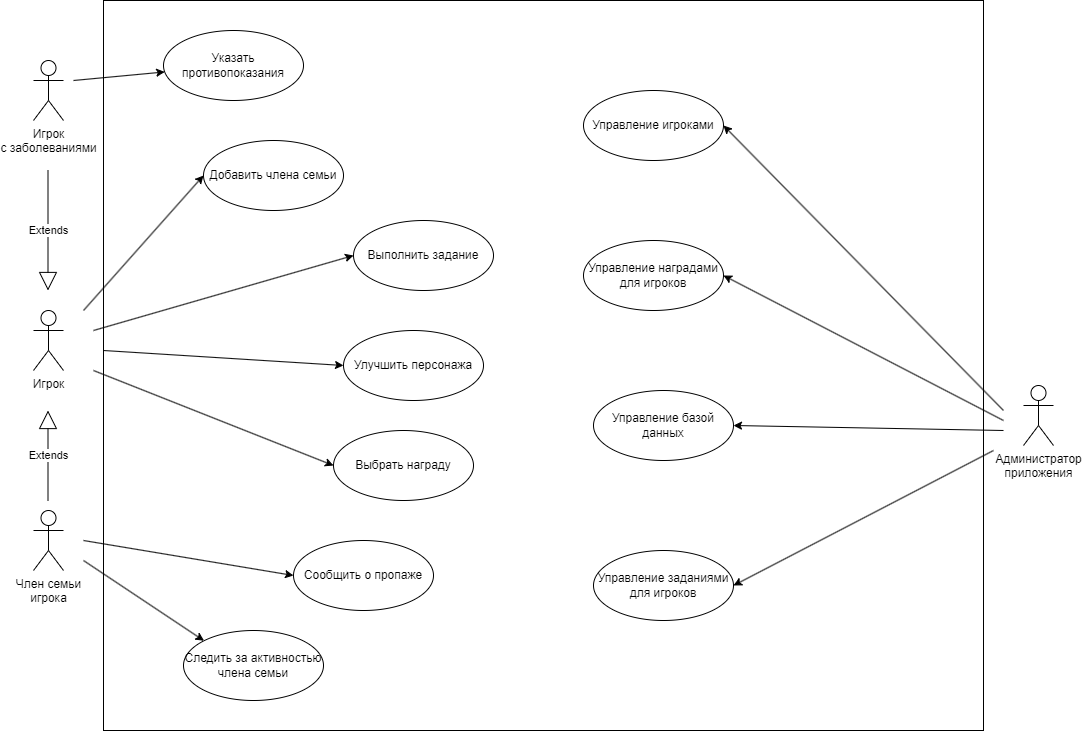 Указать
противопоказания
Игрок
с заболеваниями
Управление игроками
Добавить члена семьи
Extends
Выполнить задание
Управление наградами
для игроков
Игрок
Улучшить персонажа
Управление базой
данных
Extends
Выбрать награду
Администратор
приложения
Член семьи
игрока
Сообщить о пропаже
Управление заданиями
для игроков
Следить за активностью
члена семьи